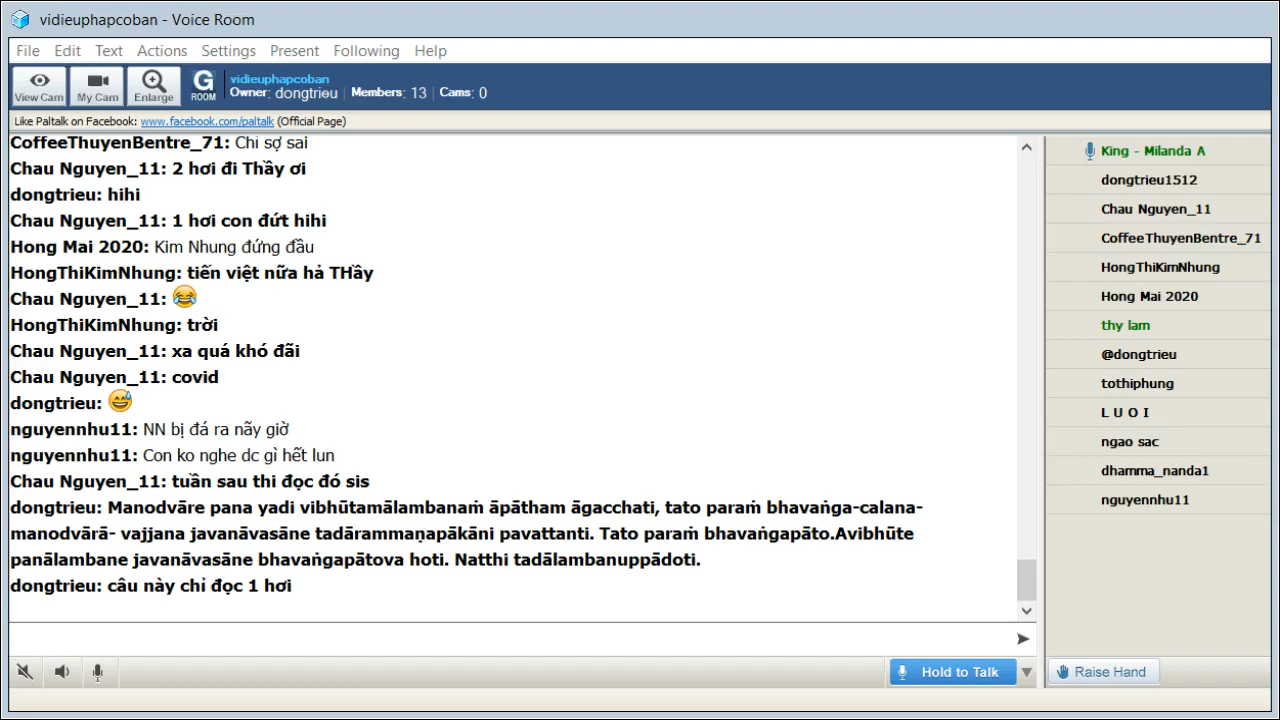 vidieuphapcoban - Voice Room
File Edit Text Actions Settings Present Following Help
View Cam My Cam Enlarge G ROOM vidieuphapcoban
Owner: dongtrieu | Members: 13 | Cams: 0
Like Paltalk on Facebook: www.facebook.com/paltalk (Official Page)
CoffeeThuyenBentre_71: Chỉ sợ sai
Chau Nguyen_11: 2 hơi đi Thầy ơi
dongtrieu: hihi
Chau Nguyen_11: 1 hơi con đứt hihi
Hong Mai 2020: Kim Nhung đứng đầu
HongThiKimNhung: tiến việt nữa hả THầy
Chau Nguyen_11: 😂
HongThiKimNhung: trời
Chau Nguyen_11: xa quá khó đãi
Chau Nguyen_11: covid
dongtrieu: 😅
nguyennhu11: NN bị đá ra nãy giờ
nguyennhu11: Con ko nghe dc gì hết lun
Chau Nguyen_11: tuần sau thi đọc đó sis
dongtrieu: Manodvāre pana yadi vibhūtamālambanaṁ āpātham āgacchati, tato paraṁ bhavaṅga-calana-
manodvārā- vajjana javanāvasāne tadārammaṇapākāni pavattanti. Tato paraṁ bhavaṅgapāto.Avibhūte
panālambane javanāvasāne bhavaṅgapātova hoti. Natthi tadālambanuppādoti.
dongtrieu: câu này chỉ đọc 1 hơi
King - Milanda A
dongtrieu1512
Chau Nguyen_11
CoffeeThuyenBentre_71
HongThiKimNhung
Hong Mai 2020
thy lam
@dongtrieu
tothiphung
L U O I
ngao sac
dhamma_nanda1
nguyennhu11
Hold to Talk
Raise Hand